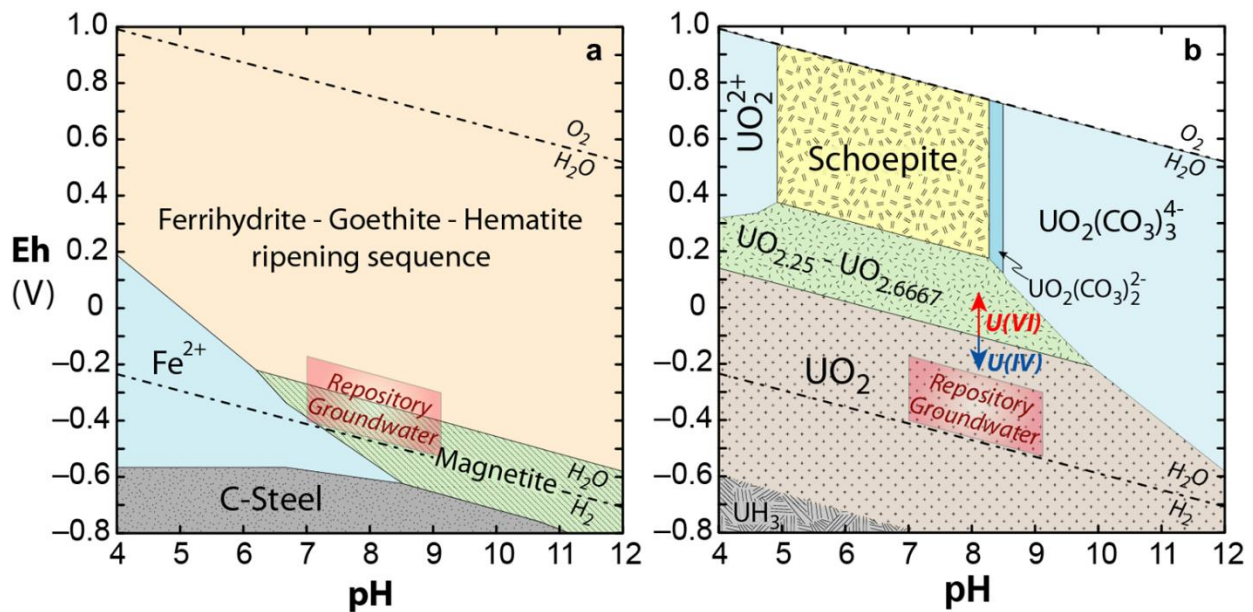 a
1.0
0.8
0.6
0.4
0.2
0
–0.2
–0.4
–0.6
–0.8
Eh
(V)
O₂
H₂O
Ferrihydrite - Goethite - Hematite
ripening sequence
Fe²⁺
Repository
Groundwater
Magnetite
H₂O
H₂
C-Steel
4 5 6 7 8 9 10 11 12
pH
b
1.0
0.8
0.6
0.4
0.2
0
–0.2
–0.4
–0.6
–0.8
O₂
H₂O
UO₂²⁺
Schoepite
UO₂(CO₃)₃⁴⁻
UO₂.₂₅ - UO₂.₆₆₆₇
UO₂(CO₃)₂²⁻
U(VI)
U(IV)
UO₂
Repository
Groundwater
H₂O
H₂
UH₃
4 5 6 7 8 9 10 11 12
pH